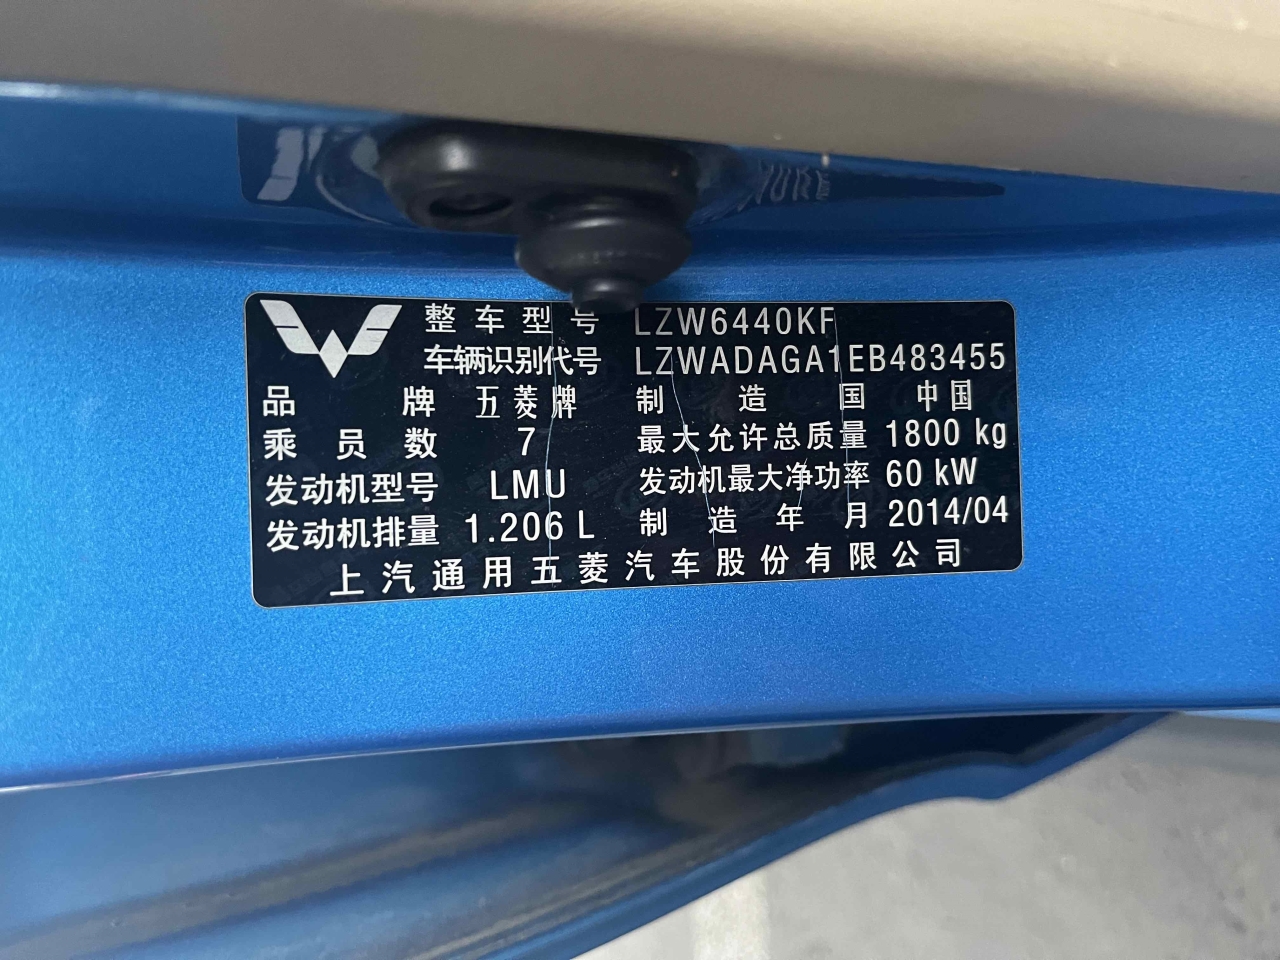 整车型号 LZW6440KF
车辆识别代号 LZWADAGA1EB483455
品牌 五菱牌 制造国 中国
乘员数 7 最大允许总质量 1800 kg
发动机型号 LMU 发动机最大净功率 60 kW
发动机排量 1.206 L 制造年月 2014/04
上汽通用五菱汽车股份有限公司